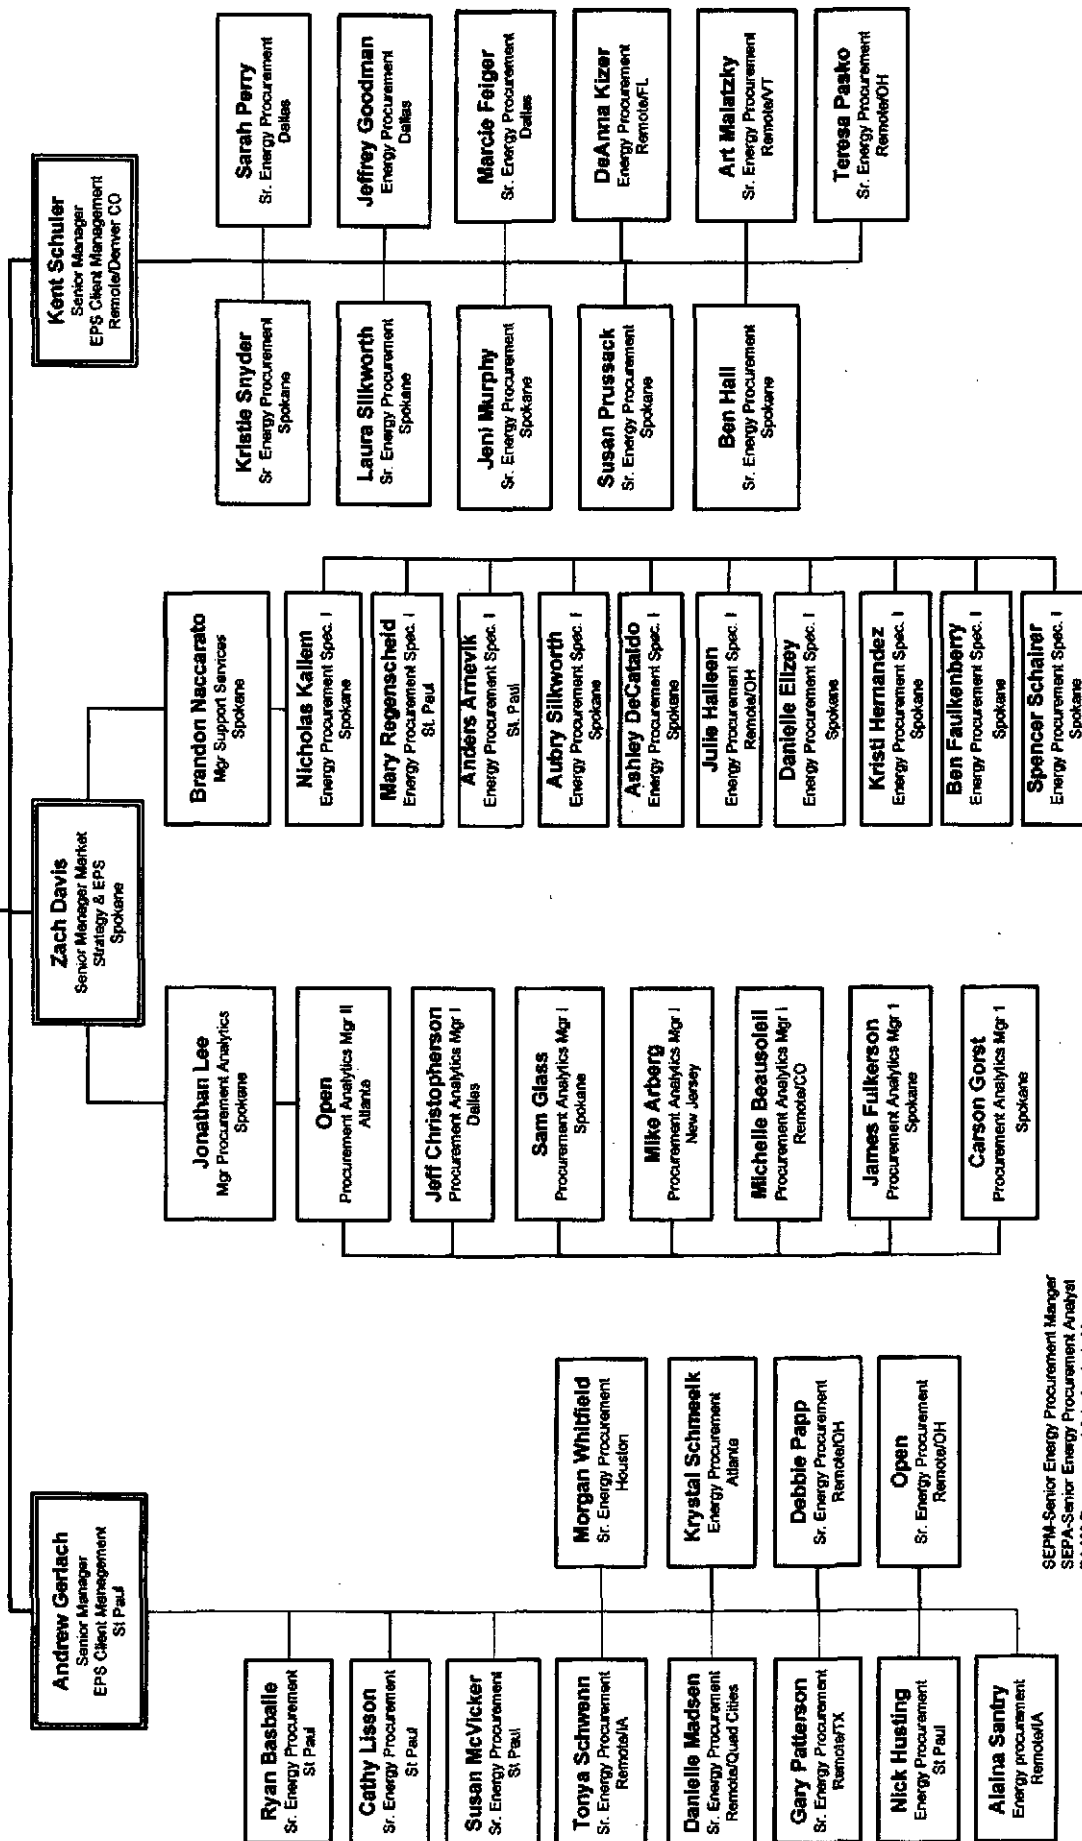 Andrew Gerlach
Senior Manager
EPS Client Management
St Paul
Ryan Basballe
Sr. Energy Procurement
St Paul
Cathy Lisson
Sr. Energy Procurement
St Paul
Susan McVicker
Sr. Energy Procurement
St Paul
Tonya Schwenn
Sr. Energy Procurement
Remote/IA
Danielle Madsen
Sr. Energy Procurement
Remote/Quad Cities
Gary Patterson
Sr. Energy Procurement
Remote/TX
Nick Husting
Energy Procurement
St Paul
Alaina Santry
Energy procurement
Remote/IA
Morgan Whitfield
Sr. Energy Procurement
Houston
Krystal Schmeelk
Energy Procurement
Atlanta
Debbie Papp
Sr. Energy Procurement
Remote/OH
Open
Sr. Energy Procurement
Remote/OH
SEPM-Senior Energy Procurement Manger
SEPA-Senior Energy Procurement Analyst
Zach Davis
Senior Manager Market
Strategy & EPS
Spokane
Jonathan Lee
Mgr Procurement Analytics
Spokane
Open
Procurement Analytics Mgr II
Atlanta
Jeff Christopherson
Procurement Analytics Mgr I
Dallas
Sam Glass
Procurement Analytics Mgr I
Spokane
Mike Arberg
Procurement Analytics Mgr I
New Jersey
Michelle Beausoleil
Procurement Analytics Mgr I
Remote/CO
James Fulkerson
Procurement Analytics Mgr 1
Spokane
Carson Gorst
Procurement Analytics Mgr 1
Spokane
Brandon Naccarato
Mgr Support Services
Spokane
Nicholas Kallem
Energy Procurement Spec. I
Spokane
Mary Regenscheid
Energy Procurement Spec. I
St. Paul
Anders Arnevik
Energy Procurement Spec. I
St. Paul
Aubry Silkworth
Energy Procurement Spec. I
Spokane
Ashley DeCataldo
Energy Procurement Spec. I
Spokane
Julie Halleen
Energy Procurement Spec. I
Remote/OH
Danielle Elizey
Energy Procurement Spec. I
Spokane
Kristi Hernandez
Energy Procurement Spec. I
Spokane
Ben Faulkenberry
Energy Procurement Spec. I
Spokane
Spencer Schairer
Energy Procurement Spec. I
Spokane
Kent Schuler
Senior Manager
EPS Client Management
Remote/Denver CO
Kristie Snyder
Sr Energy Procurement
Spokane
Laura Silkworth
Sr. Energy Procurement
Spokane
Jeni Murphy
Sr. Energy Procurement
Spokane
Susan Prussack
Sr. Energy Procurement
Spokane
Ben Hall
Sr. Energy Procurement
Spokane
Sarah Perry
Sr. Energy Procurement
Dallas
Jeffrey Goodman
Energy Procurement
Dallas
Marcie Feiger
Sr. Energy Procurement
Dallas
DeAnna Kizer
Energy Procurement
Remote/FL
Art Malatzky
Sr. Energy Procurement
Remote/VT
Teresa Pasko
Sr. Energy Procurement
Remote/OH